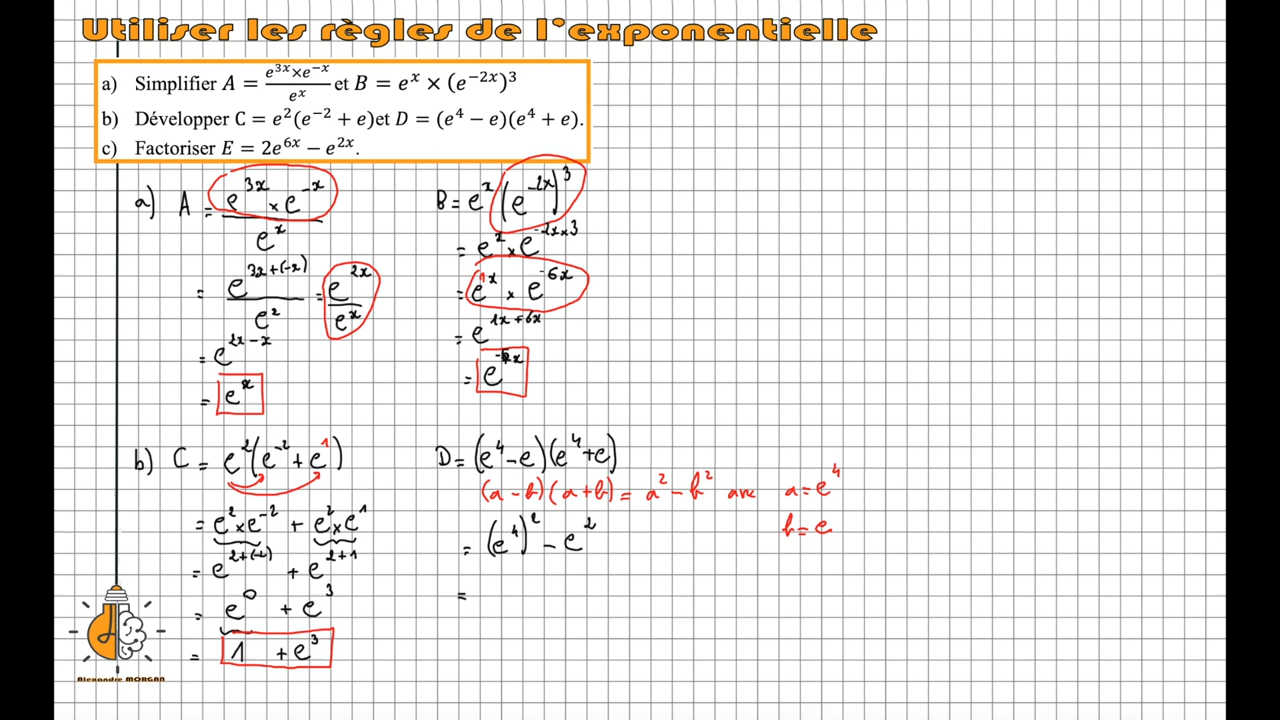 Utiliser les règles de l'exponentielle
a) Simplifier A = (e^{3x}×e^{−x})/e^x et B = e^x × (e^{−2x})^3
b) Développer C = e^2(e^{−2} + e)et D = (e^4 − e)(e^4 + e).
c) Factoriser E = 2e^{6x} − e^{2x}.
a) A = (e^{3x} × e^{-x})/e^x
= e^{3x+(-x)}/e^x = e^{2x}/e^x
= e^{2x-x}
= e^x
B = e^x (e^{-2x})^3
= e^x × e^{-2x×3}
= e^{1x} × e^{-6x}
= e^{1x+6x}
= e^{-5x}
b) C = e^2(e^{-2} + e^1)
= e^2×e^{-2} + e^2×e^1
= e^{2+(-2)} + e^{2+1}
= e^0 + e^3
= 1 + e^3
D = (e^4 - e)(e^4 + e)
(a - b)(a + b) = a^2 - b^2 avec a = e^4
b = e
= (e^4)^2 - e^2
=
Alexandre MORGAN